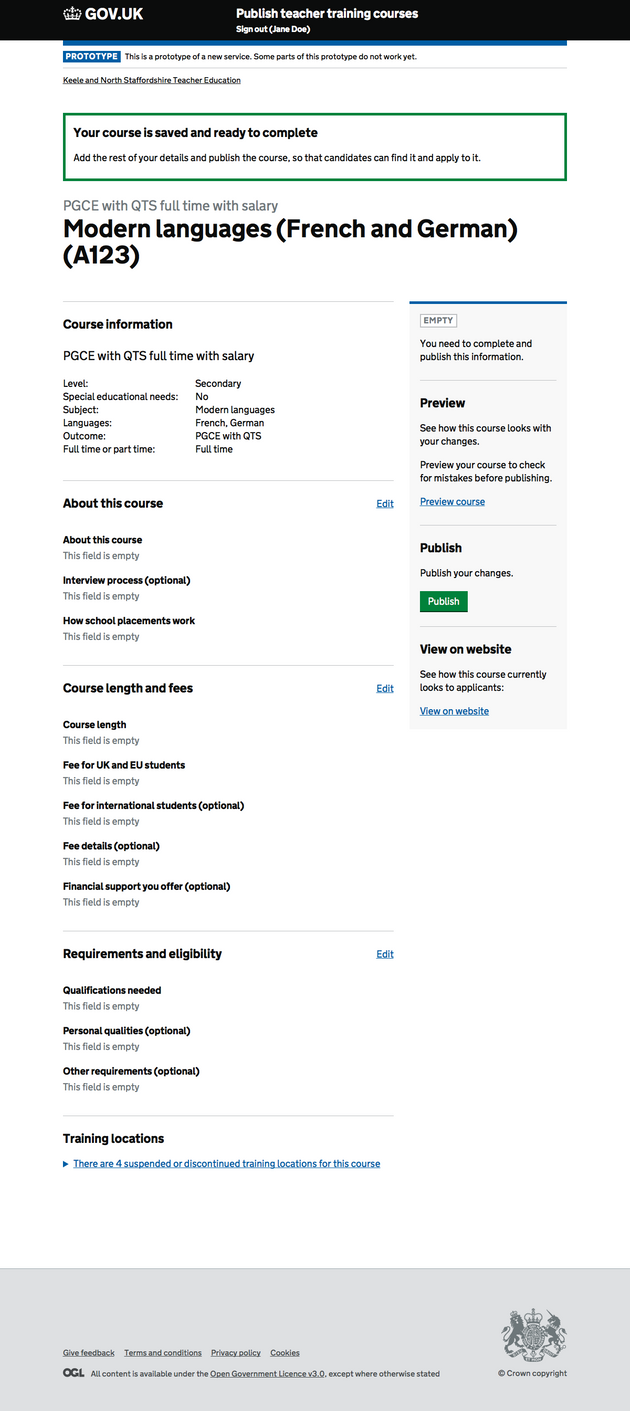 GOV.UK
Publish teacher training courses
Sign out (Jane Doe)
PROTOTYPE This is a prototype of a new service. Some parts of this prototype do not work yet.
Keele and North Staffordshire Teacher Education
Your course is saved and ready to complete
Add the rest of your details and publish the course, so that candidates can find it and apply to it.
PGCE with QTS full time with salary
Modern languages (French and German)
(A123)
Course information
PGCE with QTS full time with salary
Level: Secondary
Special educational needs: No
Subject: Modern languages
Languages: French, German
Outcome: PGCE with QTS
Full time or part time: Full time
About this course Edit
About this course
This field is empty
Interview process (optional)
This field is empty
How school placements work
This field is empty
Course length and fees Edit
Course length
This field is empty
Fee for UK and EU students
This field is empty
Fee for international students (optional)
This field is empty
Fee details (optional)
This field is empty
Financial support you offer (optional)
This field is empty
Requirements and eligibility Edit
Qualifications needed
This field is empty
Personal qualities (optional)
This field is empty
Other requirements (optional)
This field is empty
Training locations
There are 4 suspended or discontinued training locations for this course
EMPTY
You need to complete and
publish this information.
Preview
See how this course looks with
your changes.
Preview your course to check
for mistakes before publishing.
Preview course
Publish
Publish your changes.
Publish
View on website
See how this course currently
looks to applicants:
View on website
Give feedback Terms and conditions Privacy policy Cookies
OGL All content is available under the Open Government Licence v3.0, except where otherwise stated
© Crown copyright